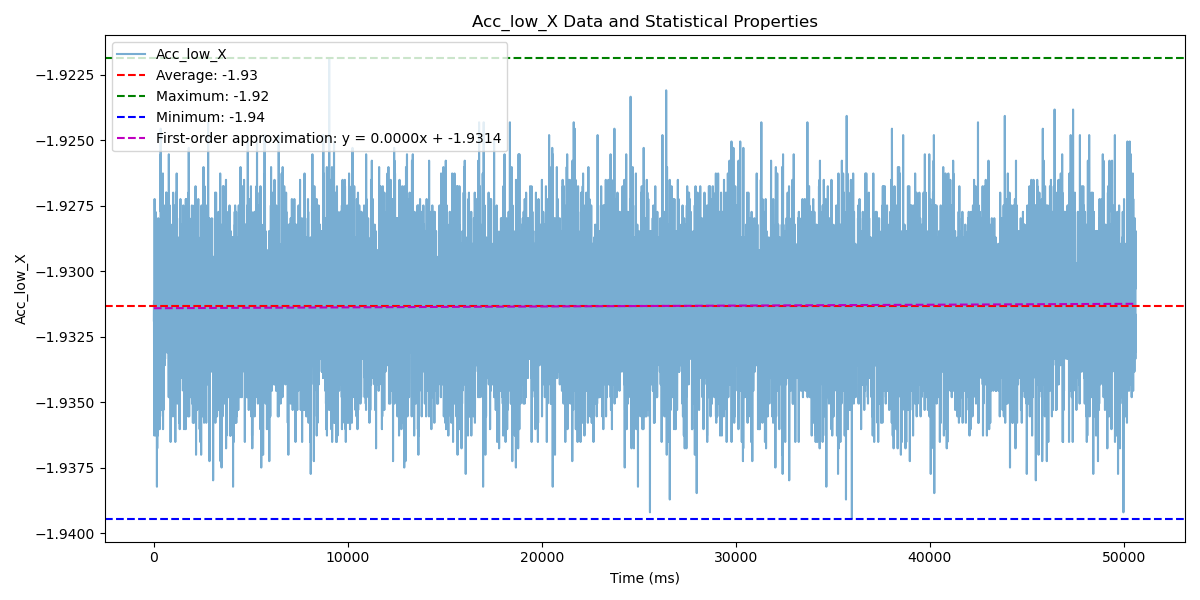 Acc_low_X Data and Statistical Properties
Acc_low_X
Average: -1.93
Maximum: -1.92
Minimum: -1.94
First-order approximation: y = 0.0000x + -1.9314
−1.9225
−1.9250
−1.9275
−1.9300
−1.9325
−1.9350
−1.9375
−1.9400
Acc_low_X
0 10000 20000 30000 40000 50000
Time (ms)